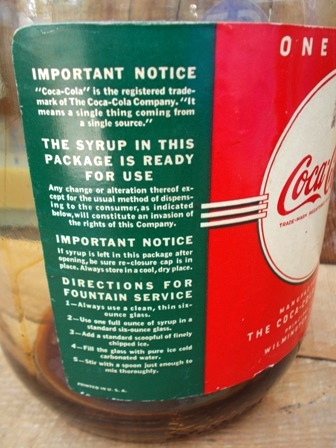 IMPORTANT NOTICE
"Coca-Cola" is the registered trade-
mark of The Coca-Cola Company. "It
means a single thing coming from
a single source."
THE SYRUP IN THIS
PACKAGE IS READY
FOR USE
Any change or alteration thereof ex-
cept for the usual method of dispens-
ing to the consumer, as indicated
below, will constitute an invasion of
the rights of this Company.
IMPORTANT NOTICE
If syrup is left in this package after
opening, be sure re-closure cap is in
place. Always store in a cool, dry place.
DIRECTIONS FOR
FOUNTAIN SERVICE
1—Always use a clean, thin six-
ounce glass.
2—Use one full ounce of syrup in a
standard six-ounce glass.
3—Add a standard scoopful of finely
chipped ice.
4—Fill the glass with pure ice cold
carbonated water.
5—Stir with a spoon just enough to
mix thoroughly.
PRINTED IN U.S.A.
ONE
Coca
TRADE-MARK
MANU
THE COCA-
WILMIN